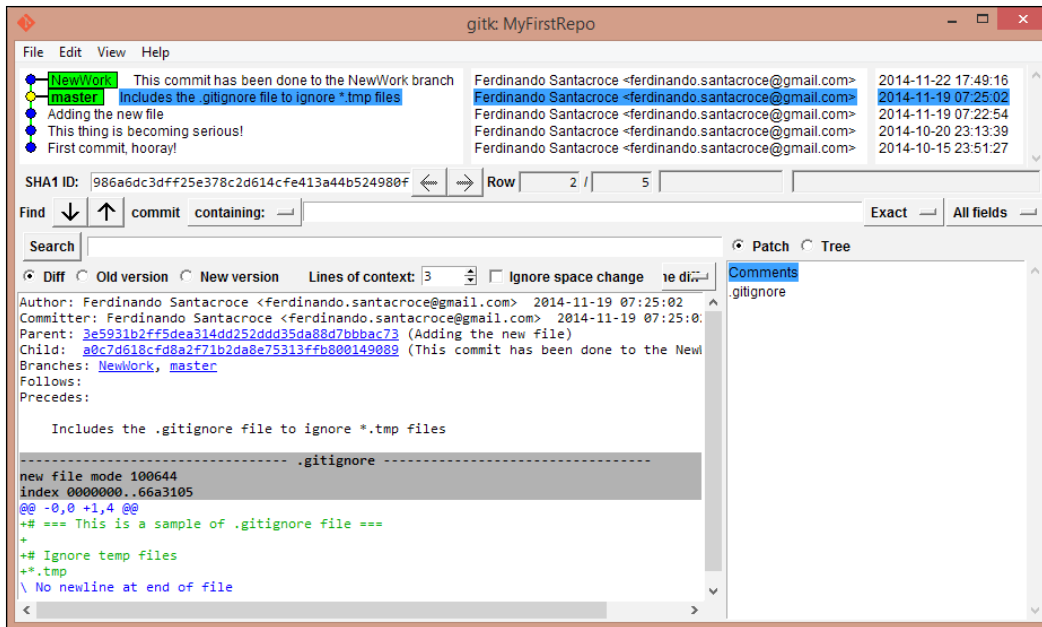 gitk: MyFirstRepo
File Edit View Help
NewWork This commit has been done to the NewWork branch Ferdinando Santacroce <ferdinando.santacroce@gmail.com> 2014-11-22 17:49:16
master Includes the .gitignore file to ignore *.tmp files Ferdinando Santacroce <ferdinando.santacroce@gmail.com> 2014-11-19 07:25:02
Adding the new file Ferdinando Santacroce <ferdinando.santacroce@gmail.com> 2014-11-19 07:22:54
This thing is becoming serious! Ferdinando Santacroce <ferdinando.santacroce@gmail.com> 2014-10-20 23:13:39
First commit, hooray! Ferdinando Santacroce <ferdinando.santacroce@gmail.com> 2014-10-15 23:51:27
SHA1 ID: 986a6dc3dff25e378c2d614cfe413a44b524980f Row 2 / 5
Find commit containing: Exact All fields
Search Patch Tree
Diff Old version New version Lines of context: 3 Ignore space change
Comments
.gitignore
Author: Ferdinando Santacroce <ferdinando.santacroce@gmail.com> 2014-11-19 07:25:02
Committer: Ferdinando Santacroce <ferdinando.santacroce@gmail.com> 2014-11-19 07:25:0
Parent: 3e5931b2ff5dea314dd252ddd35da88d7bbbac73 (Adding the new file)
Child: a0c7d618cfd8a2f71b2da8e75313ffb800149089 (This commit has been done to the New
Branches: NewWork, master
Follows:
Precedes:
Includes the .gitignore file to ignore *.tmp files
---------------------------------- .gitignore ----------------------------------
new file mode 100644
index 0000000..66a3105
@@ -0,0 +1,4 @@
+# === This is a sample of .gitignore file ===
+
+# Ignore temp files
+*.tmp
\ No newline at end of file